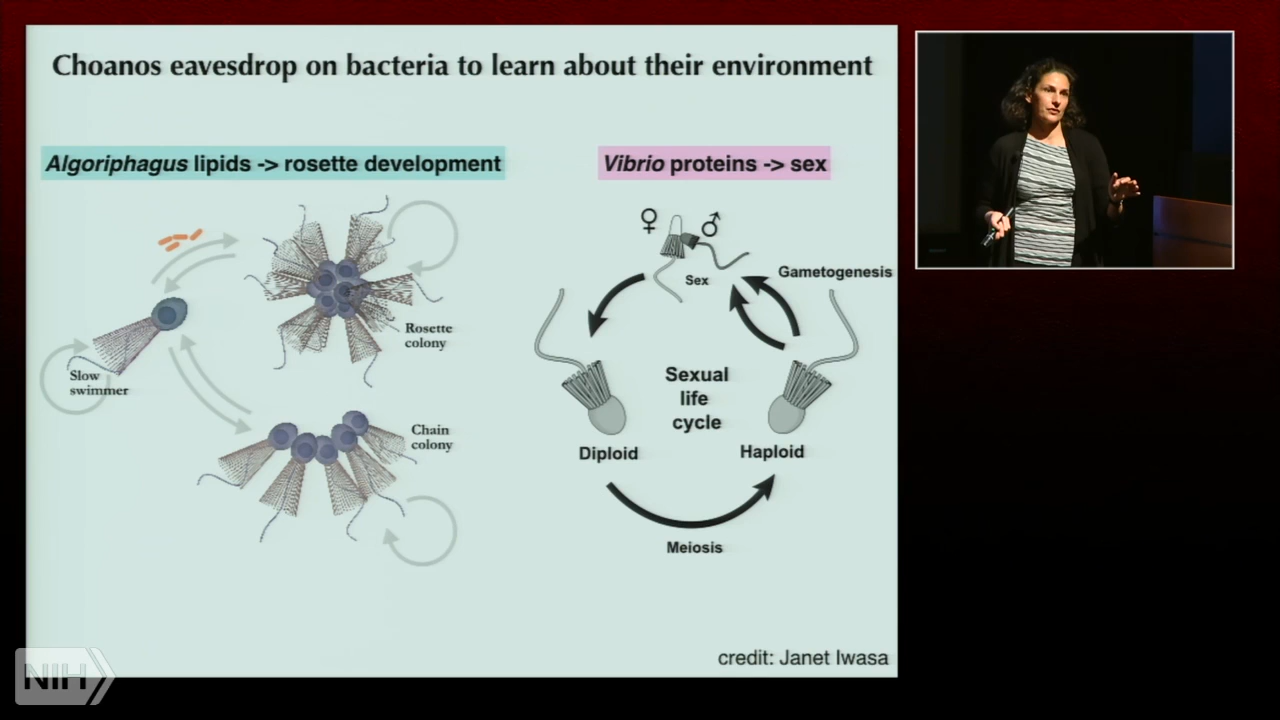 Choanos eavesdrop on bacteria to learn about their environment
Algoriphagus lipids -> rosette development
Vibrio proteins -> sex
♀
♂
Sex
Gametogenesis
Rosette
colony
Slow
swimmer
Chain
colony
Sexual
life
cycle
Diploid
Haploid
Meiosis
credit: Janet Iwasa
NIH